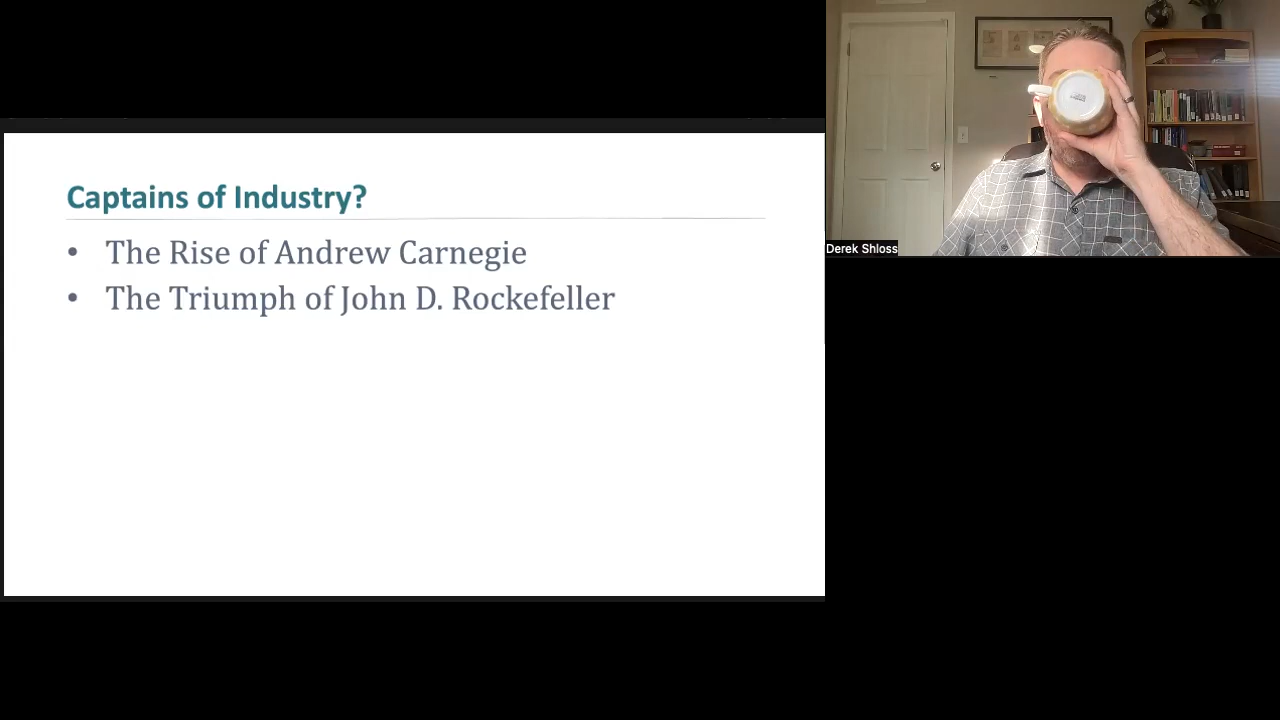 Captains of Industry?
• The Rise of Andrew Carnegie
• The Triumph of John D. Rockefeller
Derek Shloss